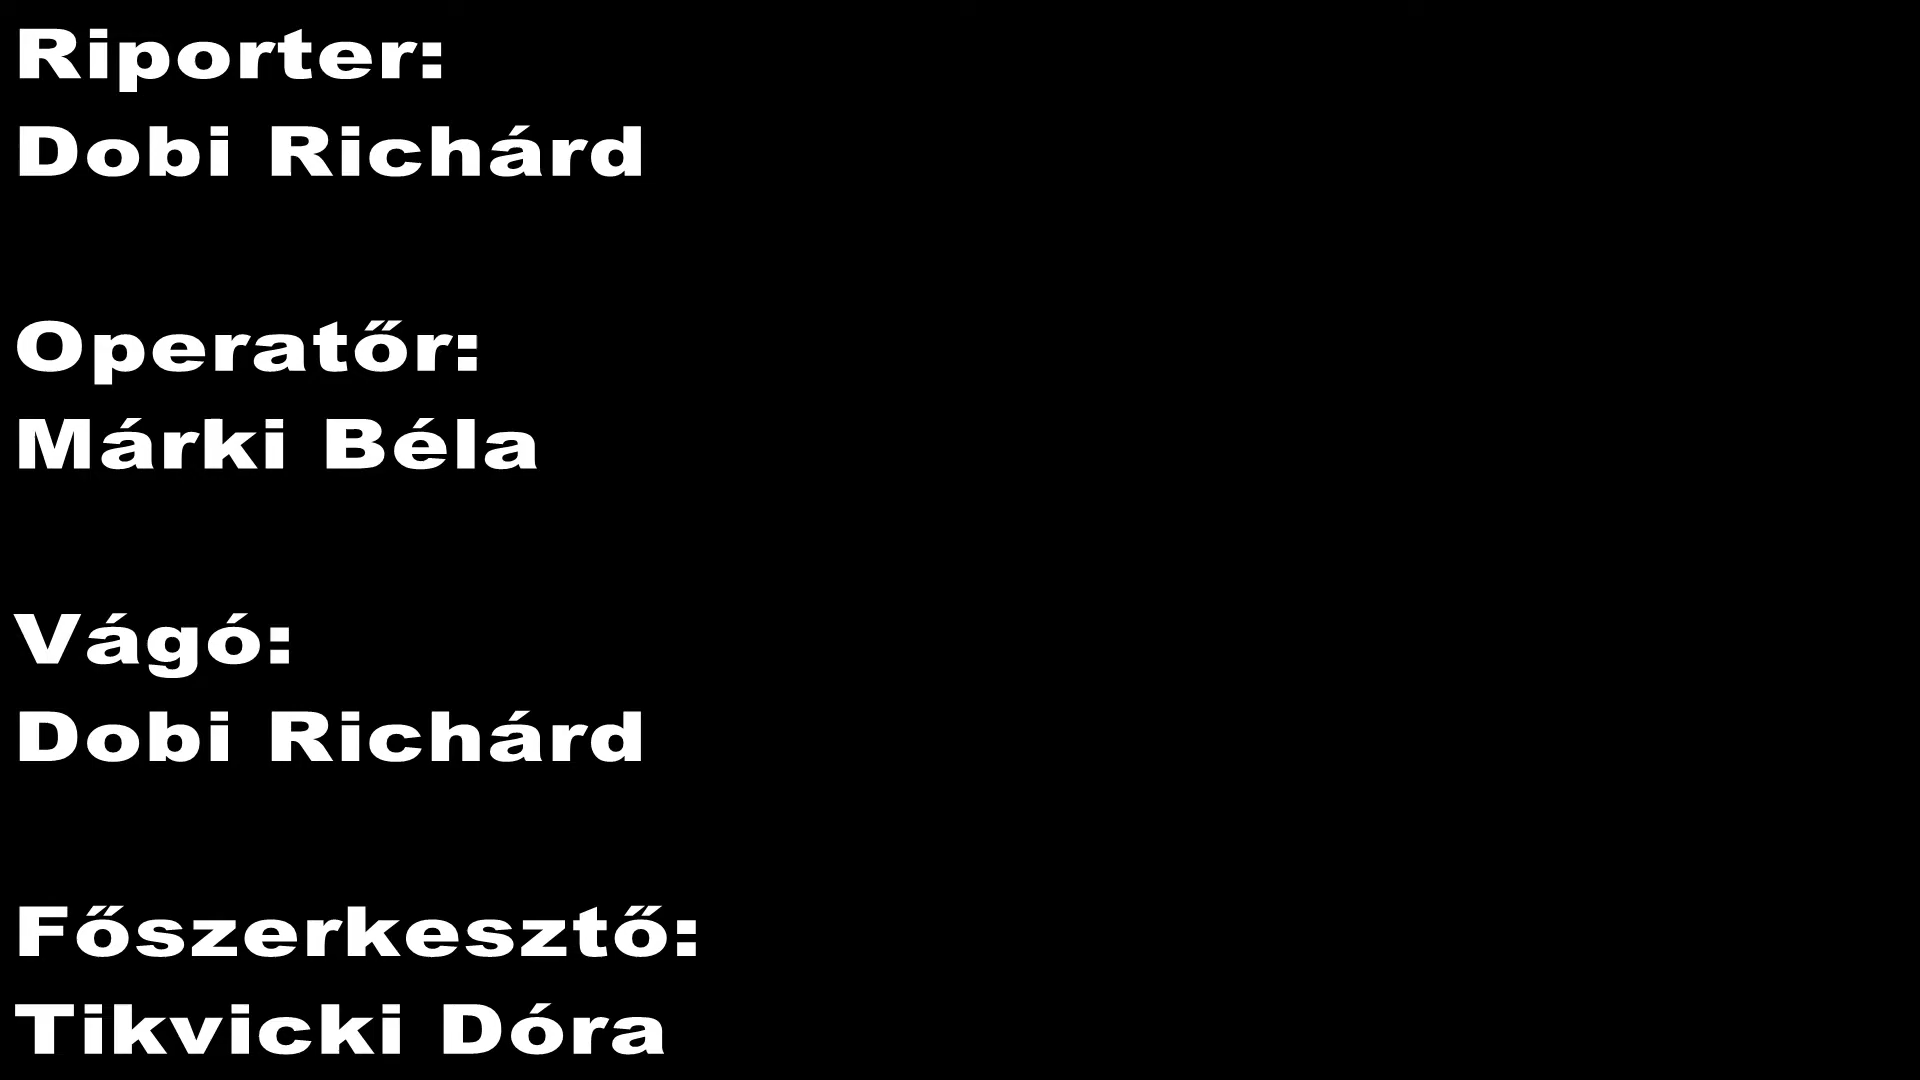 Riporter:
Dobi Richárd
Operatőr:
Márki Béla
Vágó:
Dobi Richárd
Főszerkesztő:
Tikvicki Dóra